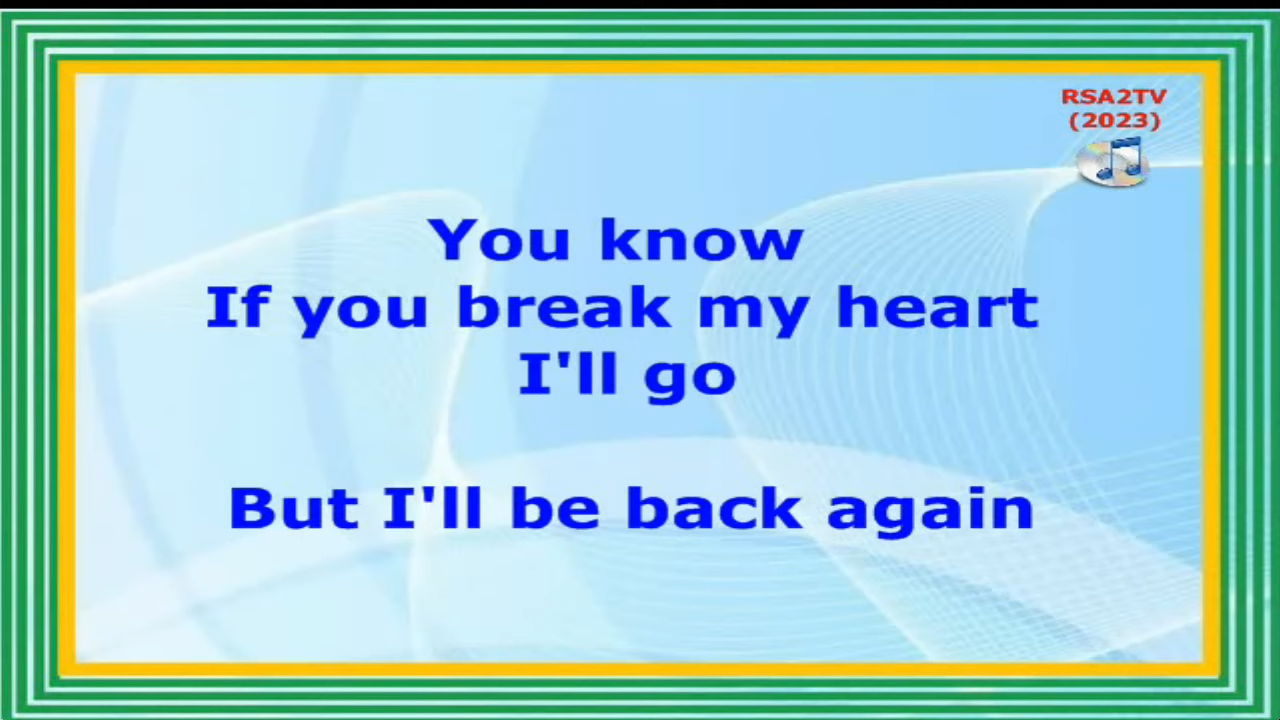 RSA2TV
(2023)
You know
If you break my heart
I'll go
But I'll be back again